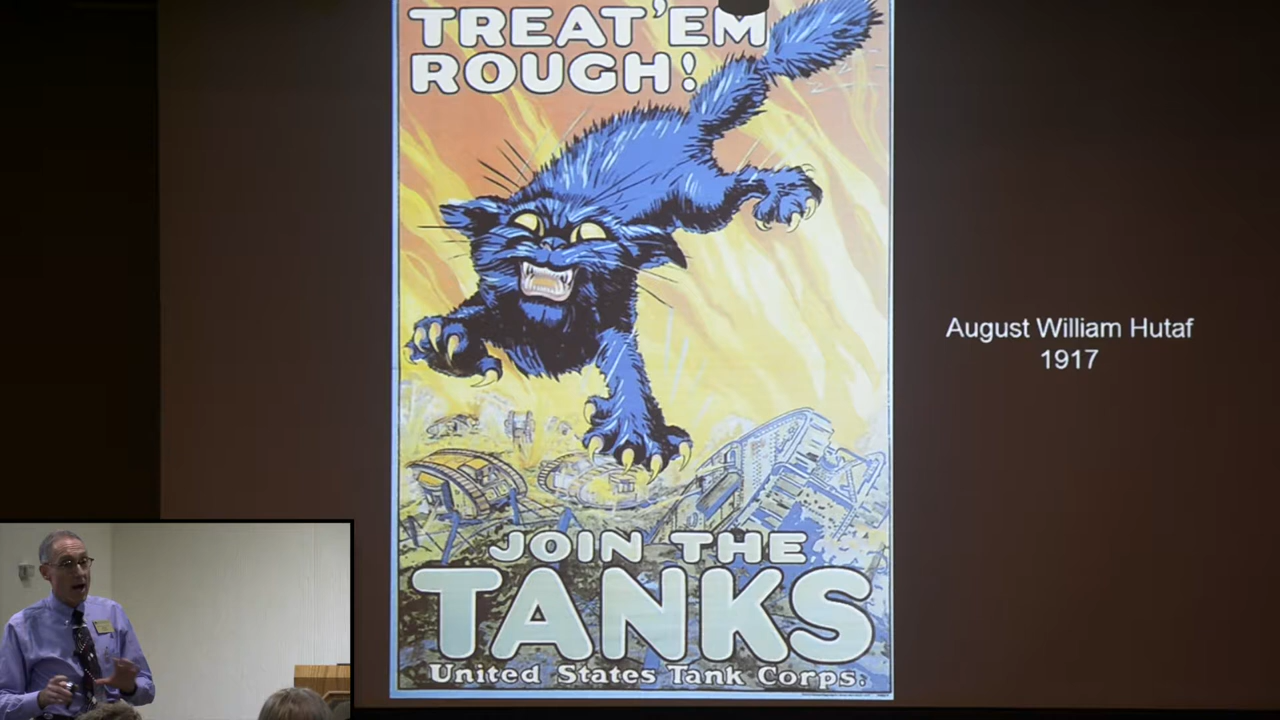 TREAT 'EM
ROUGH!
August William Hutaf
1917
JOIN THE
TANKS
United States Tank Corps.